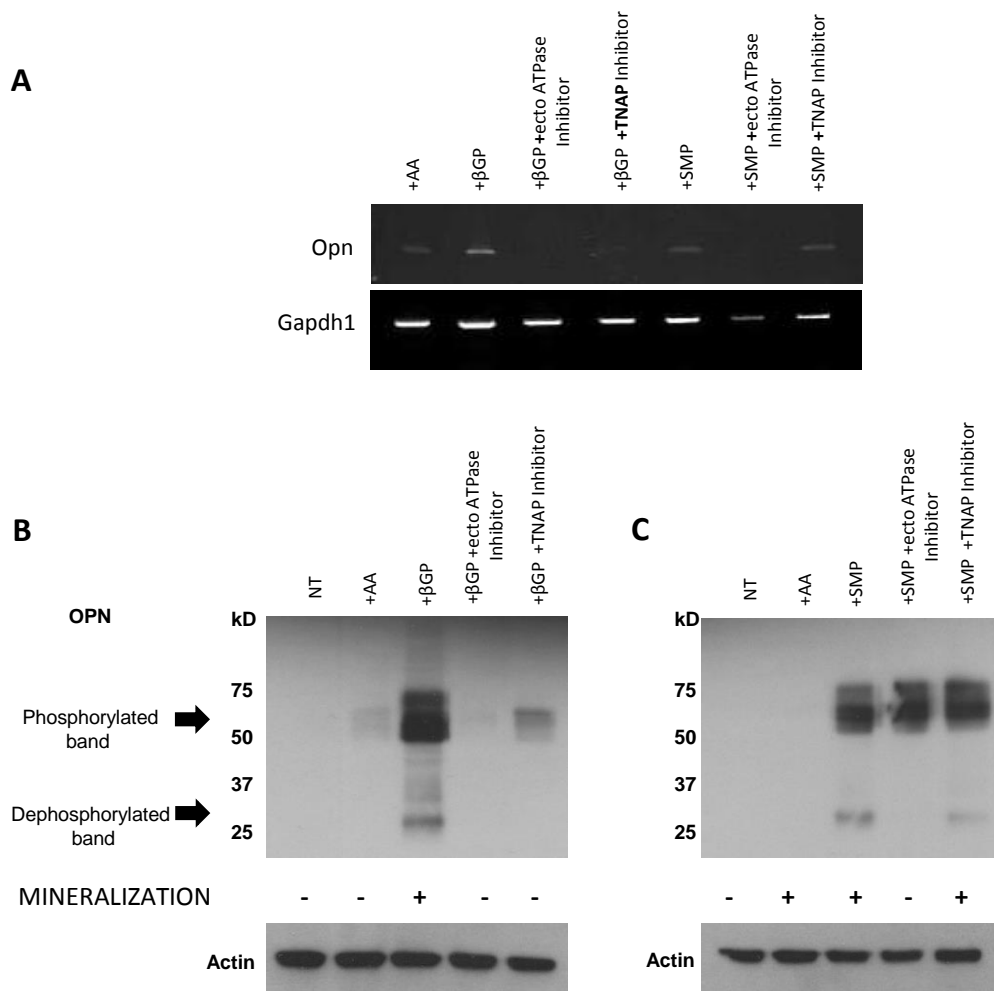 A
+AA
+βGP
+βGP +ecto ATPase
Inhibitor
+βGP +TNAP Inhibitor
+SMP
+SMP +ecto ATPase
Inhibitor
+SMP +TNAP Inhibitor
Opn
Gapdh1
B
NT
+AA
+βGP
+βGP +ecto ATPase
Inhibitor
+βGP +TNAP Inhibitor
OPN
kD
75
Phosphorylated
band
50
37
Dephosphorylated
band
25
MINERALIZATION - - + - -
Actin
C
NT
+AA
+SMP
+SMP +ecto ATPase
Inhibitor
+SMP +TNAP Inhibitor
kD
75
50
37
25
- + + - +
Actin